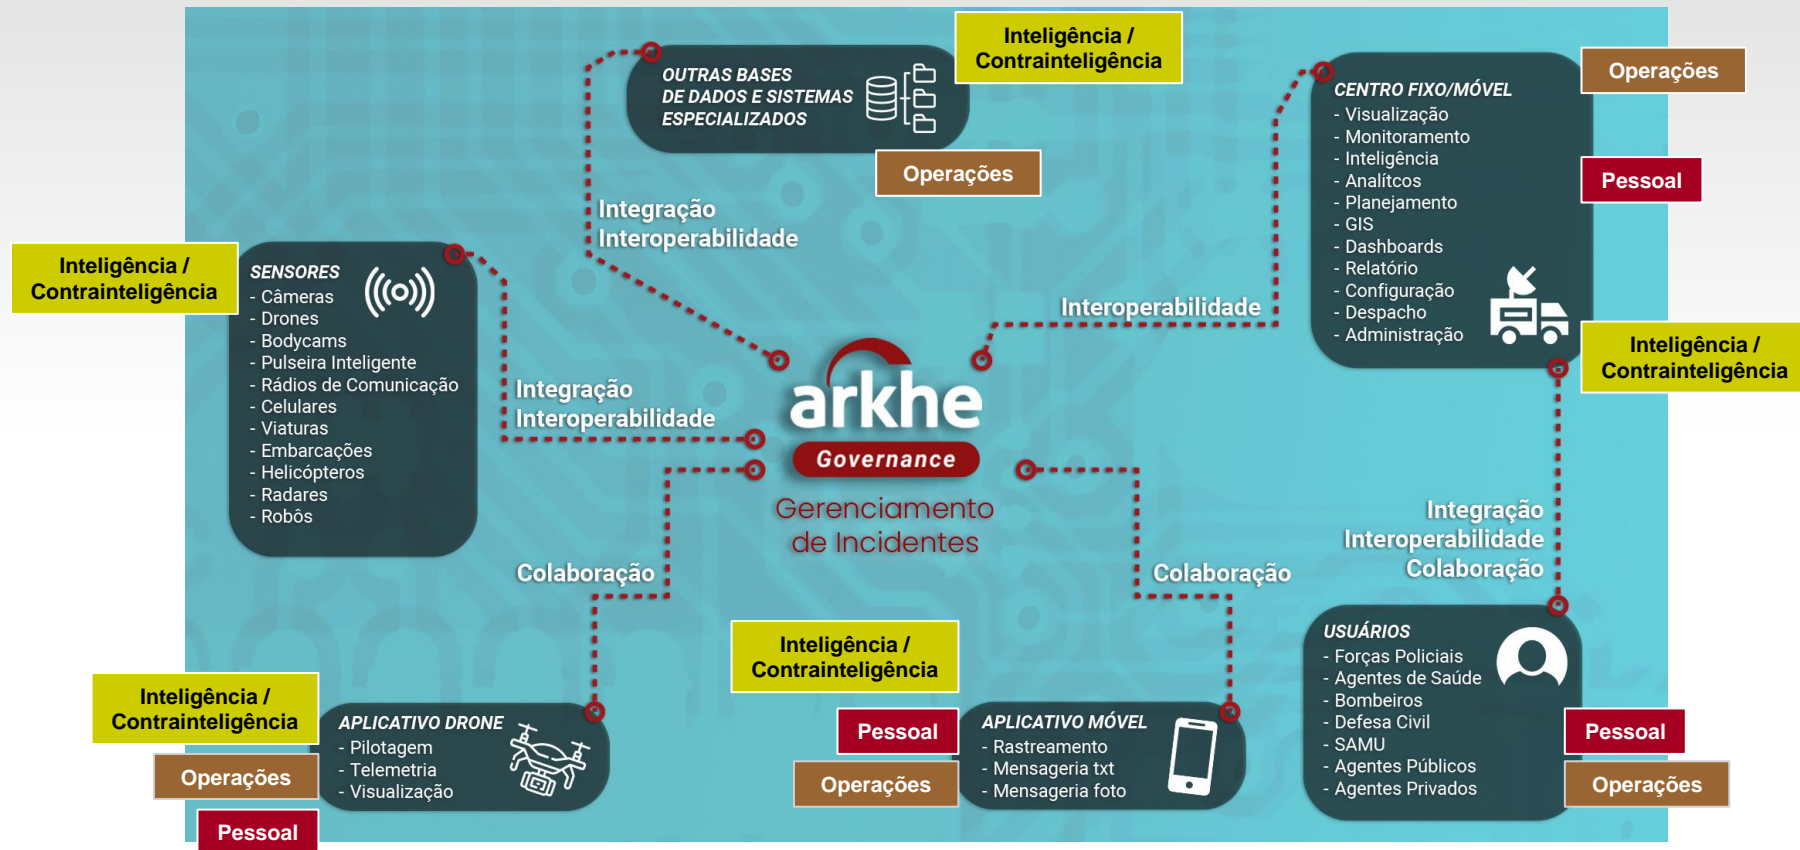 Inteligência /
Contrainteligência
OUTRAS BASES
DE DADOS E SISTEMAS
ESPECIALIZADOS
Operações
Operações
CENTRO FIXO/MÓVEL
- Visualização
- Monitoramento
- Inteligência
- Analítcos
- Planejamento
- GIS
- Dashboards
- Relatório
- Configuração
- Despacho
- Administração
Pessoal
Inteligência /
Contrainteligência
Integração
Interoperabilidade
Inteligência /
Contrainteligência
SENSORES
- Câmeras
- Drones
- Bodycams
- Pulseira Inteligente
- Rádios de Comunicação
- Celulares
- Viaturas
- Embarcações
- Helicópteros
- Radares
- Robôs
Integração
Interoperabilidade
Interoperabilidade
arkhe
Governance
Gerenciamento
de Incidentes
Colaboração
Colaboração
Integração
Interoperabilidade
Colaboração
Inteligência /
Contrainteligência
Operações
Pessoal
APLICATIVO DRONE
- Pilotagem
- Telemetria
- Visualização
Inteligência /
Contrainteligência
Pessoal
Operações
APLICATIVO MÓVEL
- Rastreamento
- Mensageria txt
- Mensageria foto
USUÁRIOS
- Forças Policiais
- Agentes de Saúde
- Bombeiros
- Defesa Civil
- SAMU
- Agentes Públicos
- Agentes Privados
Pessoal
Operações